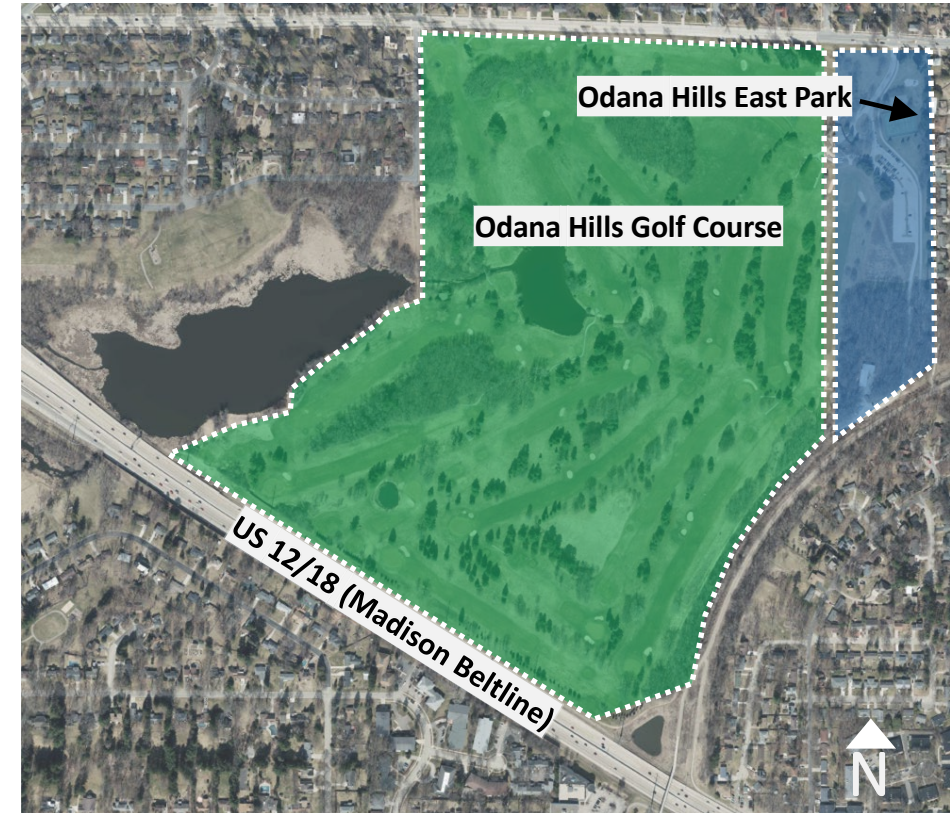 Odana Hills East Park
Odana Hills Golf Course
US 12/18 (Madison Beltline)
N